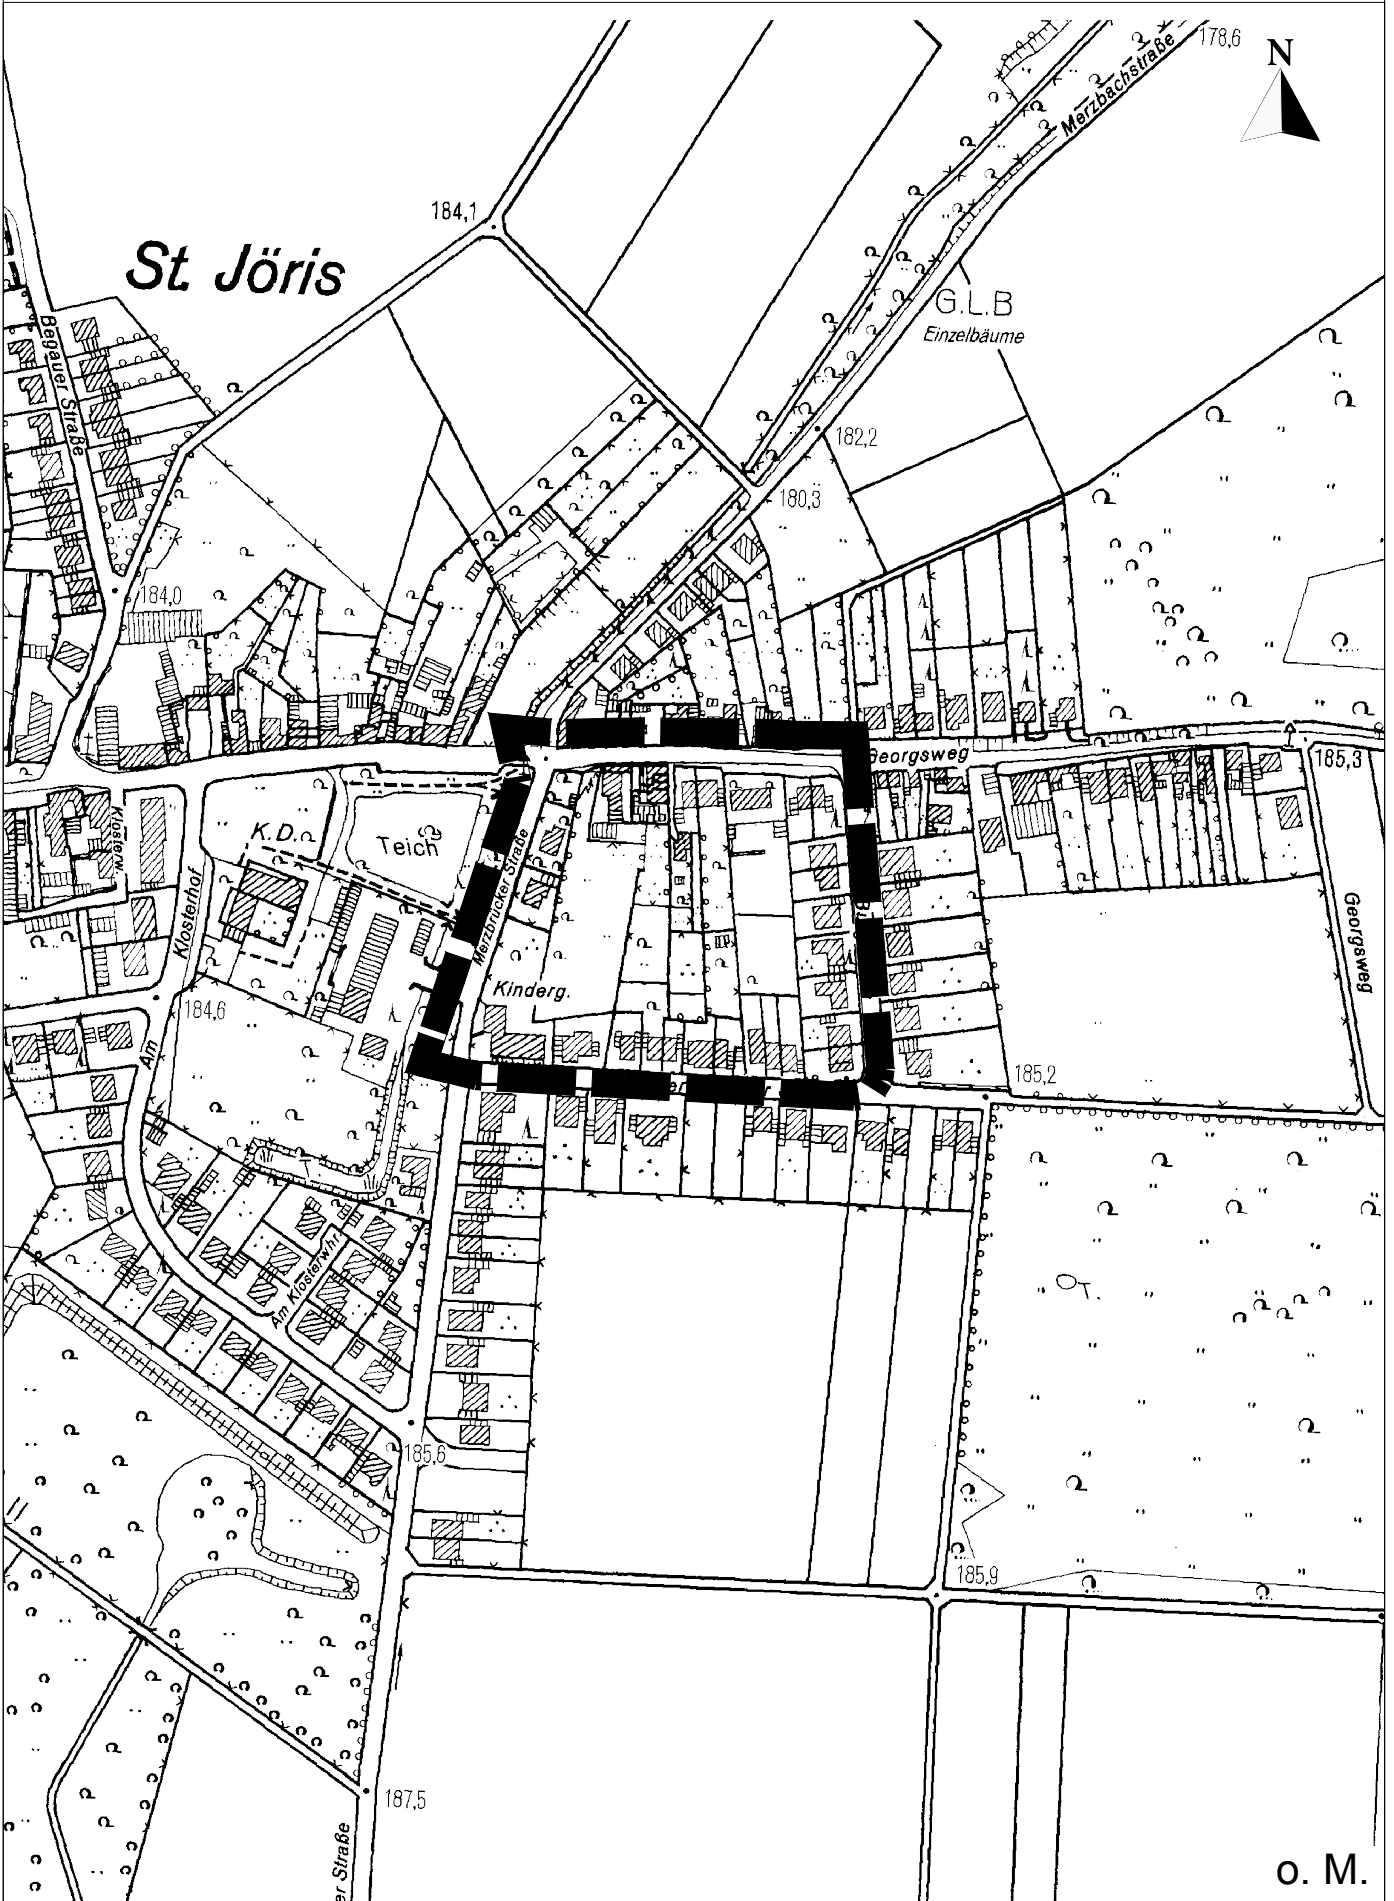 178,6
N
Merzbachstraße
184,1
St. Jöris
G.L.B
Einzelbäume
Begauer Straße
182,2
180,3
184,0
Georgsweg
185,3
Klosterw.
K.D.
Teich
Merzbrücker Straße
Klosterhof
Georgsweg
Kinderg.
184,6
Am
185,2
Am Klosterwhr.
T.
185,6
185,9
187,5
er Straße
o. M.